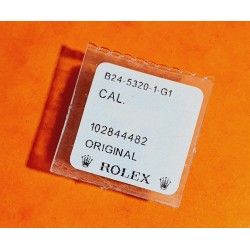 B24-5320-1-G1
CAL.
102844482
ORIGINAL
ROLEX